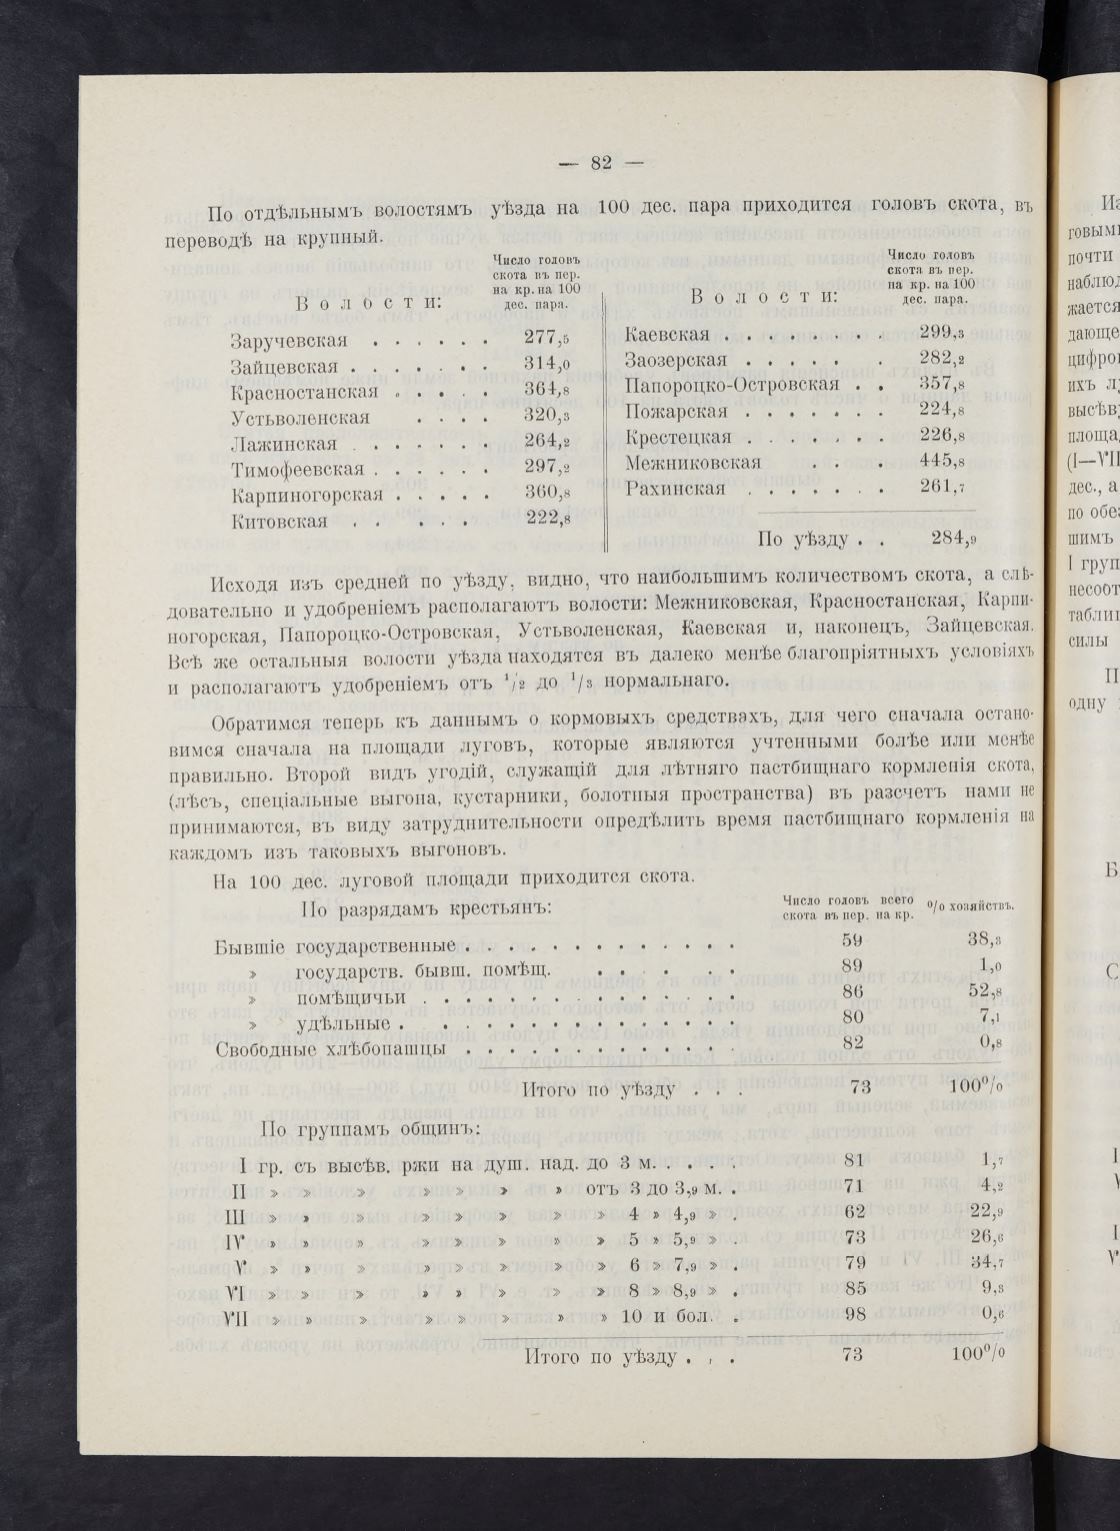 — 82 —
По отдѣльнымъ волостямъ уѣзда на 100 дес. пара приходится головъ скота, въ
переводѣ на крупный.
Волости: Число головъ скота въ пер. на кр. на 100 дес. пара.
Заручевская . . . . . . 277,5
Зайцевская . . . . . . . 314,0
Красностанская . . . . . 364,8
Устьволенская . . . . 320,3
Лажинская . . . . . . 264,2
Тимофеевская . . . . . . 297,2
Карпиногорская . . . . . 360,8
Китовская . . . . . 222,8
Волости: Число головъ скота въ пер. на кр. на 100 дес. пара.
Каевская . . . . . . . . 299,3
Заозерская . . . . . . . 282,2
Папороцко-Островская . . 357,8
Пожарская . . . . . . . 224,8
Крестецкая . . . . . . . 226,8
Межниковская . . . 445,8
Рахинская . . . . . . . 261,7
По уѣзду . . 284,9
Исходя изъ средней по уѣзду, видно, что наибольшимъ количествомъ скота, а слѣ-
довательно и удобреніемъ располагаютъ волости: Межниковская, Красностанская, Карпи-
ногорская, Папороцко-Островская, Устьволенская, Каевская и, наконецъ, Зайцевская.
Всѣ же остальныя волости уѣзда находятся въ далеко менѣе благопріятныхъ условіяхъ
и располагаютъ удобреніемъ отъ 1/2 до 1/3 нормальнаго.
Обратимся теперь къ даннымъ о кормовыхъ средствахъ, для чего сначала остано-
вимся сначала на площади луговъ, которые являются учтенными болѣе или менѣе
правильно. Второй видъ угодій, служащій для лѣтняго пастбищнаго кормленія скота,
(лѣсъ, спеціальные выгона, кустарники, болотныя пространства) въ разсчетъ нами не
принимаются, въ виду затруднительности опредѣлить время пастбищнаго кормленія на
каждомъ изъ таковыхъ выгоновъ.
На 100 дес. луговой площади приходится скота.
По разрядамъ крестьянъ: Число головъ всего скота въ пер. на кр. % хозяйствъ.
Бывшіе государственные . . . . . . . . . . . . . 59 38,3
» государств. бывш. помѣщ. . . . . . . 89 1,0
» помѣщичьи . . . . . . . . . . . . . . . 86 52,8
» удѣльные . . . . . . . . . . . . . . . 80 7,1
Свободные хлѣбопашцы . . . . . . . . . . . . . 82 0,8
Итого по уѣзду . . . 73 100%
По группамъ общинъ:
I гр. съ высѣв. ржи на душ. над. до 3 м. . . . . 81 1,7
II » » » » » » » отъ 3 до 3,9 м. . 71 4,2
III » » » » » » » » 4 » 4,9 » . 62 22,9
IV » » » » » » » » 5 » 5,9 » . 73 26,6
V » » » » » » » » 6 » 7,9 » . 79 34,7
VI » » » » » » » » 8 » 8,9 » . 85 9,3
VII » » » » » » » » 10 и бол. . 98 0,6
Итого по уѣзду . . . 73 100%